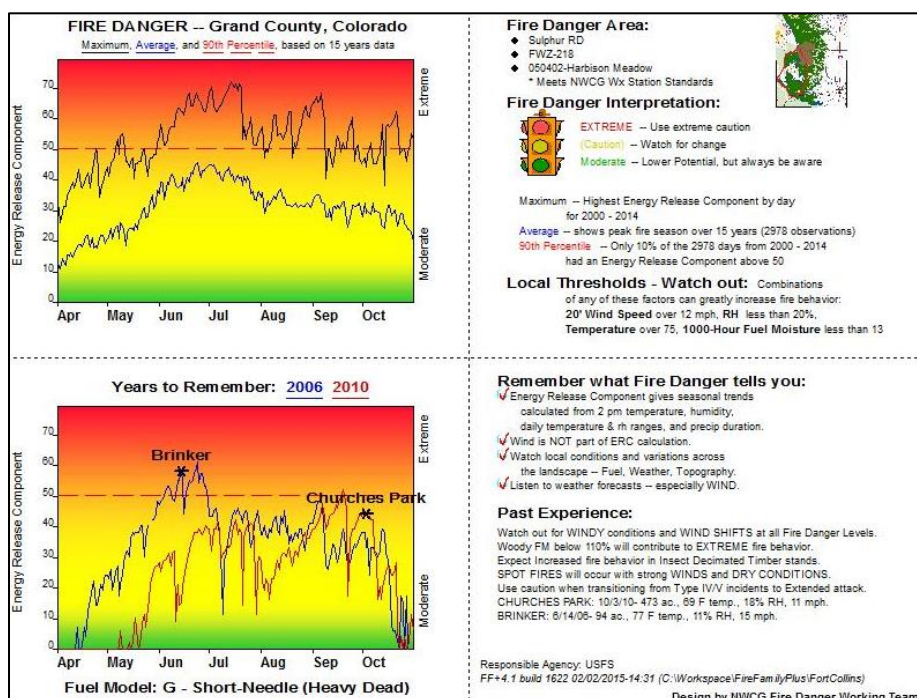 FIRE DANGER -- Grand County, Colorado
Maximum, Average, and 90th Percentile, based on 15 years data
Energy Release Component
70
60
50
40
30
20
10
0
Extreme
Moderate
Apr May Jun Jul Aug Sep Oct
Fire Danger Area:
◆ Sulphur RD
◆ FWZ-218
◆ 050402-Harbison Meadow
* Meets NWCG Wx Station Standards
Fire Danger Interpretation:
EXTREME -- Use extreme caution
(Caution) -- Watch for change
Moderate -- Lower Potential, but always be aware
Maximum -- Highest Energy Release Component by day
for 2000 - 2014
Average -- shows peak fire season over 15 years (2978 observations)
90th Percentile -- Only 10% of the 2978 days from 2000 - 2014
had an Energy Release Component above 50
Local Thresholds - Watch out: Combinations
of any of these factors can greatly increase fire behavior:
20' Wind Speed over 12 mph, RH less than 20%,
Temperature over 75, 1000-Hour Fuel Moisture less than 13
Years to Remember: 2006 2010
Energy Release Component
70
60
50
40
30
20
10
0
Brinker
Churches Park
Extreme
Moderate
Apr May Jun Jul Aug Sep Oct
Fuel Model: G - Short-Needle (Heavy Dead)
Remember what Fire Danger tells you:
Energy Release Component gives seasonal trends
calculated from 2 pm temperature, humidity,
daily temperature & rh ranges, and precip duration.
Wind is NOT part of ERC calculation.
Watch local conditions and variations across
the landscape -- Fuel, Weather, Topography.
Listen to weather forecasts -- especially WIND.
Past Experience:
Watch out for WINDY conditions and WIND SHIFTS at all Fire Danger Levels.
Woody FM below 110% will contribute to EXTREME fire behavior.
Expect Increased fire behavior in Insect Decimated Timber stands.
SPOT FIRES will occur with strong WINDS and DRY CONDITIONS.
Use caution when transitioning from Type IV/V incidents to Extended attack.
CHURCHES PARK: 10/3/10- 473 ac., 69 F temp., 18% RH, 11 mph.
BRINKER: 6/14/06- 94 ac., 77 F temp., 11% RH, 15 mph.
Responsible Agency: USFS
FF+4.1 build 1622 02/02/2015-14:31 (C:\Workspace\FireFamilyPlus\FortCollins)
Design by NWCG Fire Danger Working Team